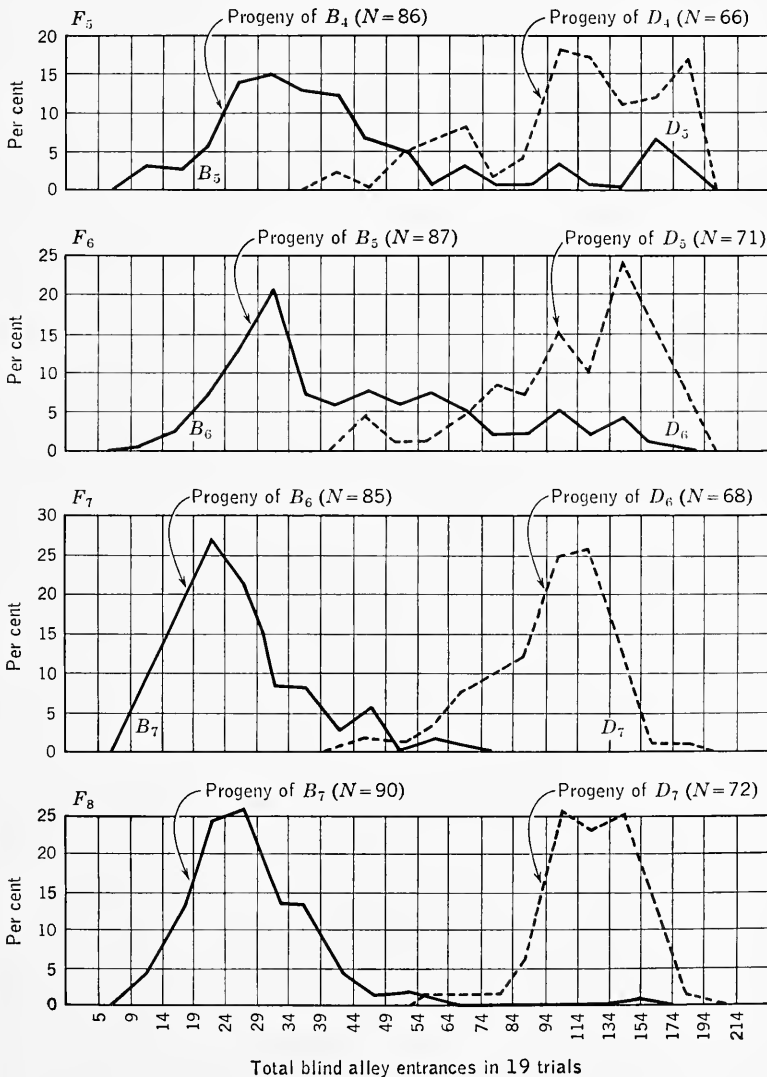 F5
Progeny of B4 (N=86)
Progeny of D4 (N=66)
Per cent
20
15
10
5
0
B5
D5
F6
Progeny of B5 (N=87)
Progeny of D5 (N=71)
Per cent
25
20
15
10
5
0
B6
D6
F7
Progeny of B6 (N=85)
Progeny of D6 (N=68)
Per cent
30
25
20
15
10
5
0
B7
D7
F8
Progeny of B7 (N=90)
Progeny of D7 (N=72)
Per cent
25
20
15
10
5
0
5 9 14 19 24 29 34 39 44 49 54 64 74 84 94 114 134 154 174 194 214
Total blind alley entrances in 19 trials